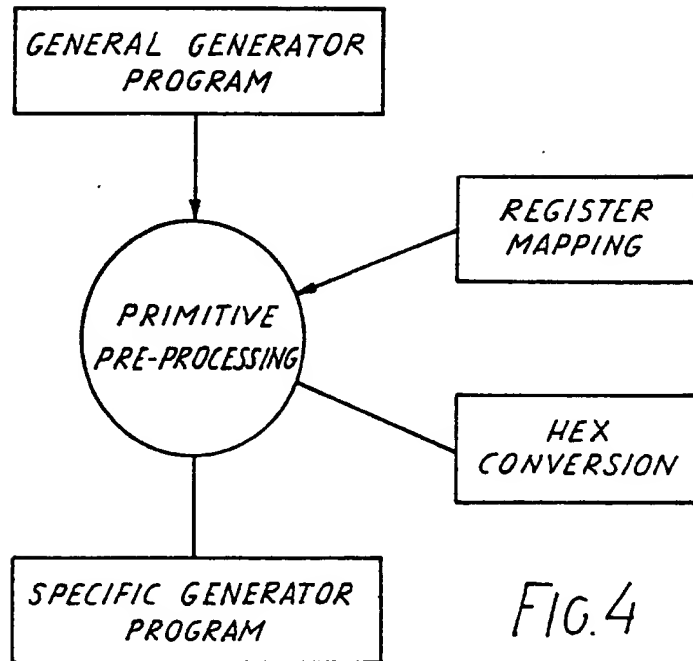 GENERAL GENERATOR
PROGRAM
REGISTER
MAPPING
PRIMITIVE
PRE-PROCESSING
HEX
CONVERSION
SPECIFIC GENERATOR
PROGRAM
FIG.4